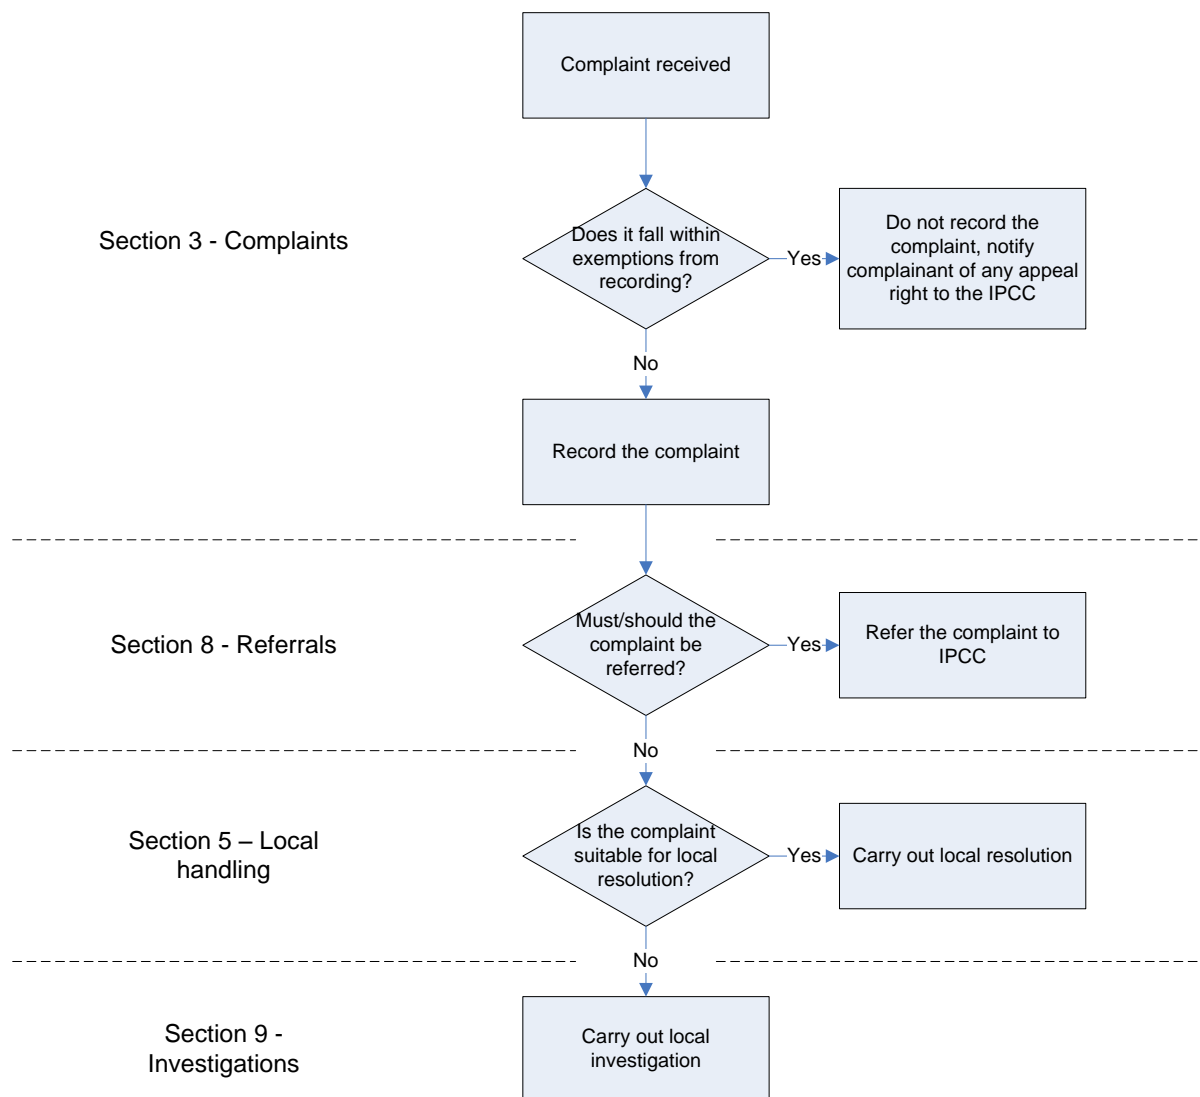 Complaint received
Section 3 - Complaints
Does it fall within
exemptions from
recording?
Yes
Do not record the
complaint, notify
complainant of any appeal
right to the IPCC
No
Record the complaint
Section 8 - Referrals
Must/should the
complaint be
referred?
Yes
Refer the complaint to
IPCC
No
Section 5 – Local
handling
Is the complaint
suitable for local
resolution?
Yes
Carry out local resolution
No
Section 9 -
Investigations
Carry out local
investigation